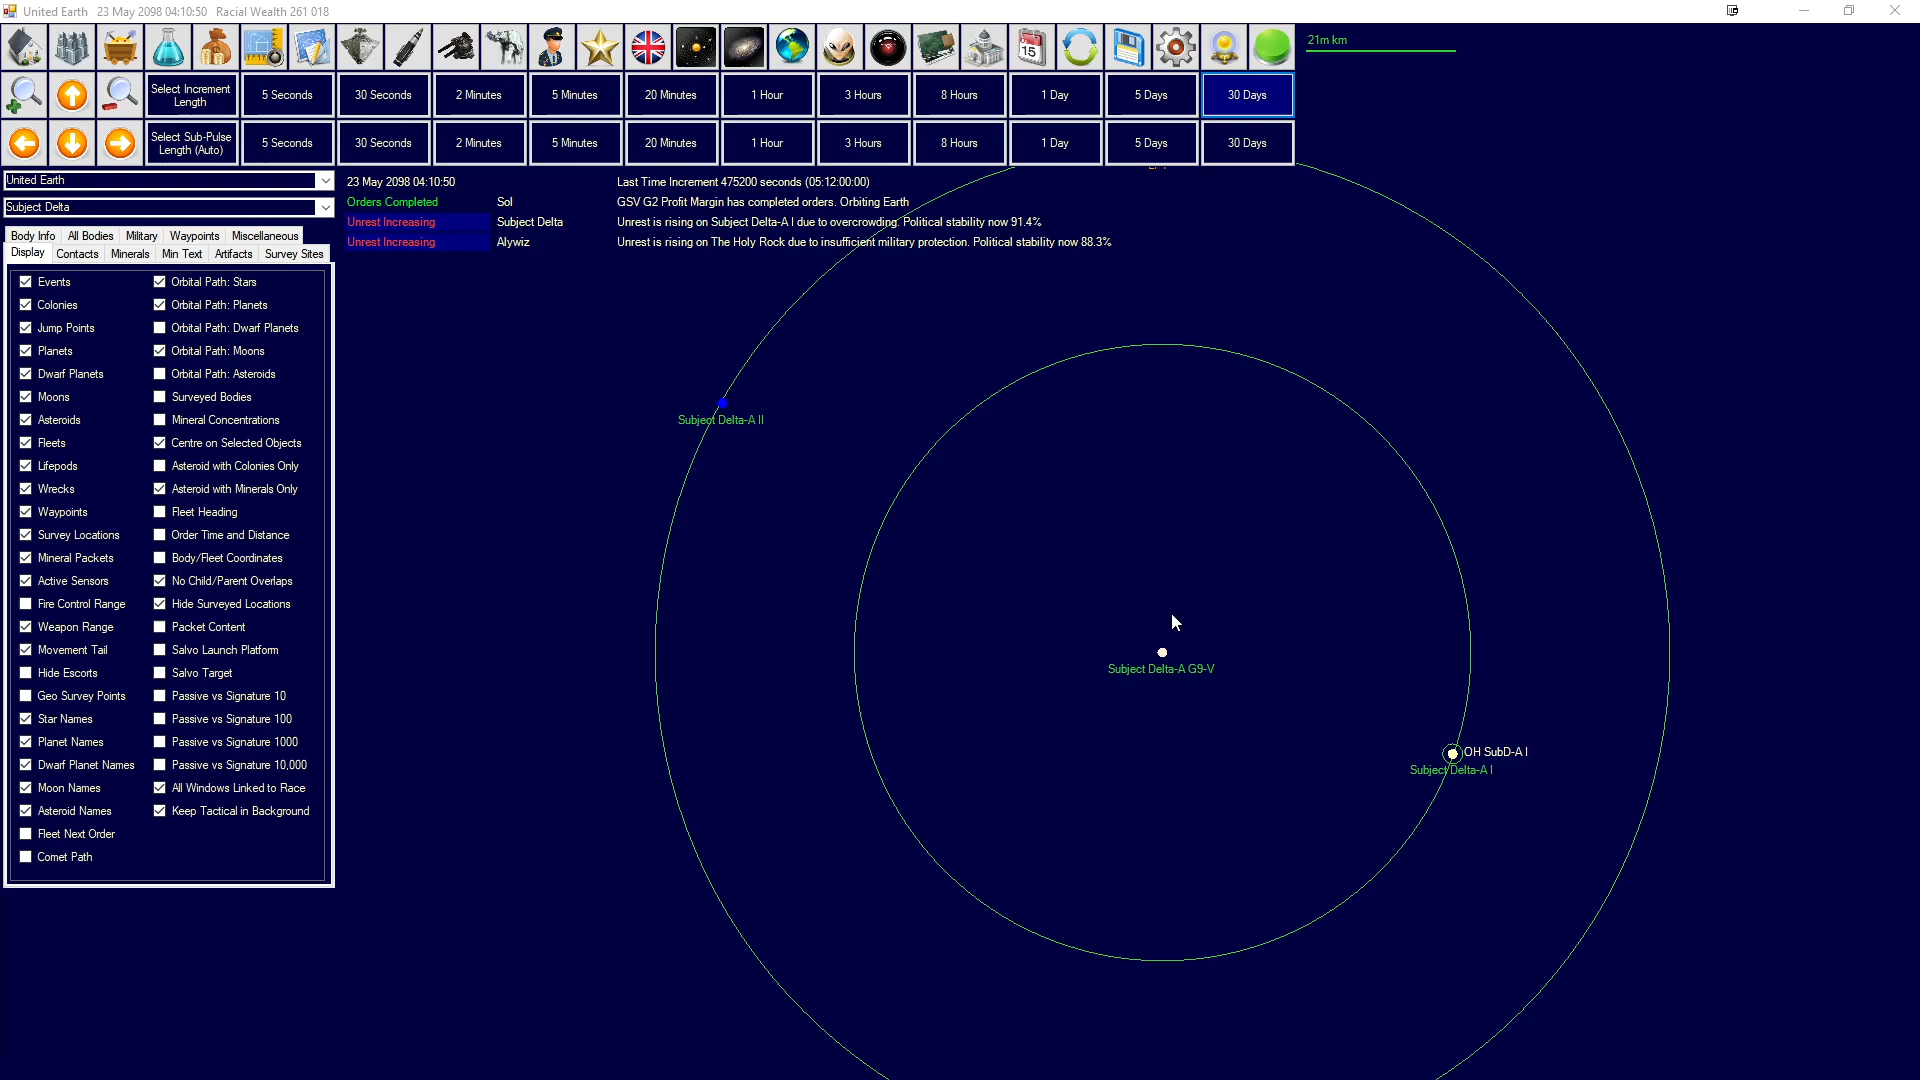 United Earth 23 May 2098 04:10:50 Racial Wealth 261 018
21m km
15
Select Increment Length
5 Seconds
30 Seconds
2 Minutes
5 Minutes
20 Minutes
1 Hour
3 Hours
8 Hours
1 Day
5 Days
30 Days
Select Sub-Pulse Length (Auto)
5 Seconds
30 Seconds
2 Minutes
5 Minutes
20 Minutes
1 Hour
3 Hours
8 Hours
1 Day
5 Days
30 Days
United Earth
Subject Delta
23 May 2098 04:10:50 Last Time Increment 475200 seconds (05:12:00:00)
Orders Completed Sol GSV G2 Profit Margin has completed orders. Orbiting Earth
Unrest Increasing Subject Delta Unrest is rising on Subject Delta-A I due to overcrowding. Political stability now 91.4%
Unrest Increasing Alywiz Unrest is rising on The Holy Rock due to insufficient military protection. Political stability now 88.3%
Body Info All Bodies Military Waypoints Miscellaneous
Display Contacts Minerals Min Text Artifacts Survey Sites
Events Orbital Path: Stars
Colonies Orbital Path: Planets
Jump Points Orbital Path: Dwarf Planets
Planets Orbital Path: Moons
Dwarf Planets Orbital Path: Asteroids
Moons Surveyed Bodies
Asteroids Mineral Concentrations
Fleets Centre on Selected Objects
Lifepods Asteroid with Colonies Only
Wrecks Asteroid with Minerals Only
Waypoints Fleet Heading
Survey Locations Order Time and Distance
Mineral Packets Body/Fleet Coordinates
Active Sensors No Child/Parent Overlaps
Fire Control Range Hide Surveyed Locations
Weapon Range Packet Content
Movement Tail Salvo Launch Platform
Hide Escorts Salvo Target
Geo Survey Points Passive vs Signature 10
Star Names Passive vs Signature 100
Planet Names Passive vs Signature 1000
Dwarf Planet Names Passive vs Signature 10,000
Moon Names All Windows Linked to Race
Asteroid Names Keep Tactical in Background
Fleet Next Order
Comet Path
Subject Delta-A II
Subject Delta-A G9-V
OH SubD-A I
Subject Delta-A I